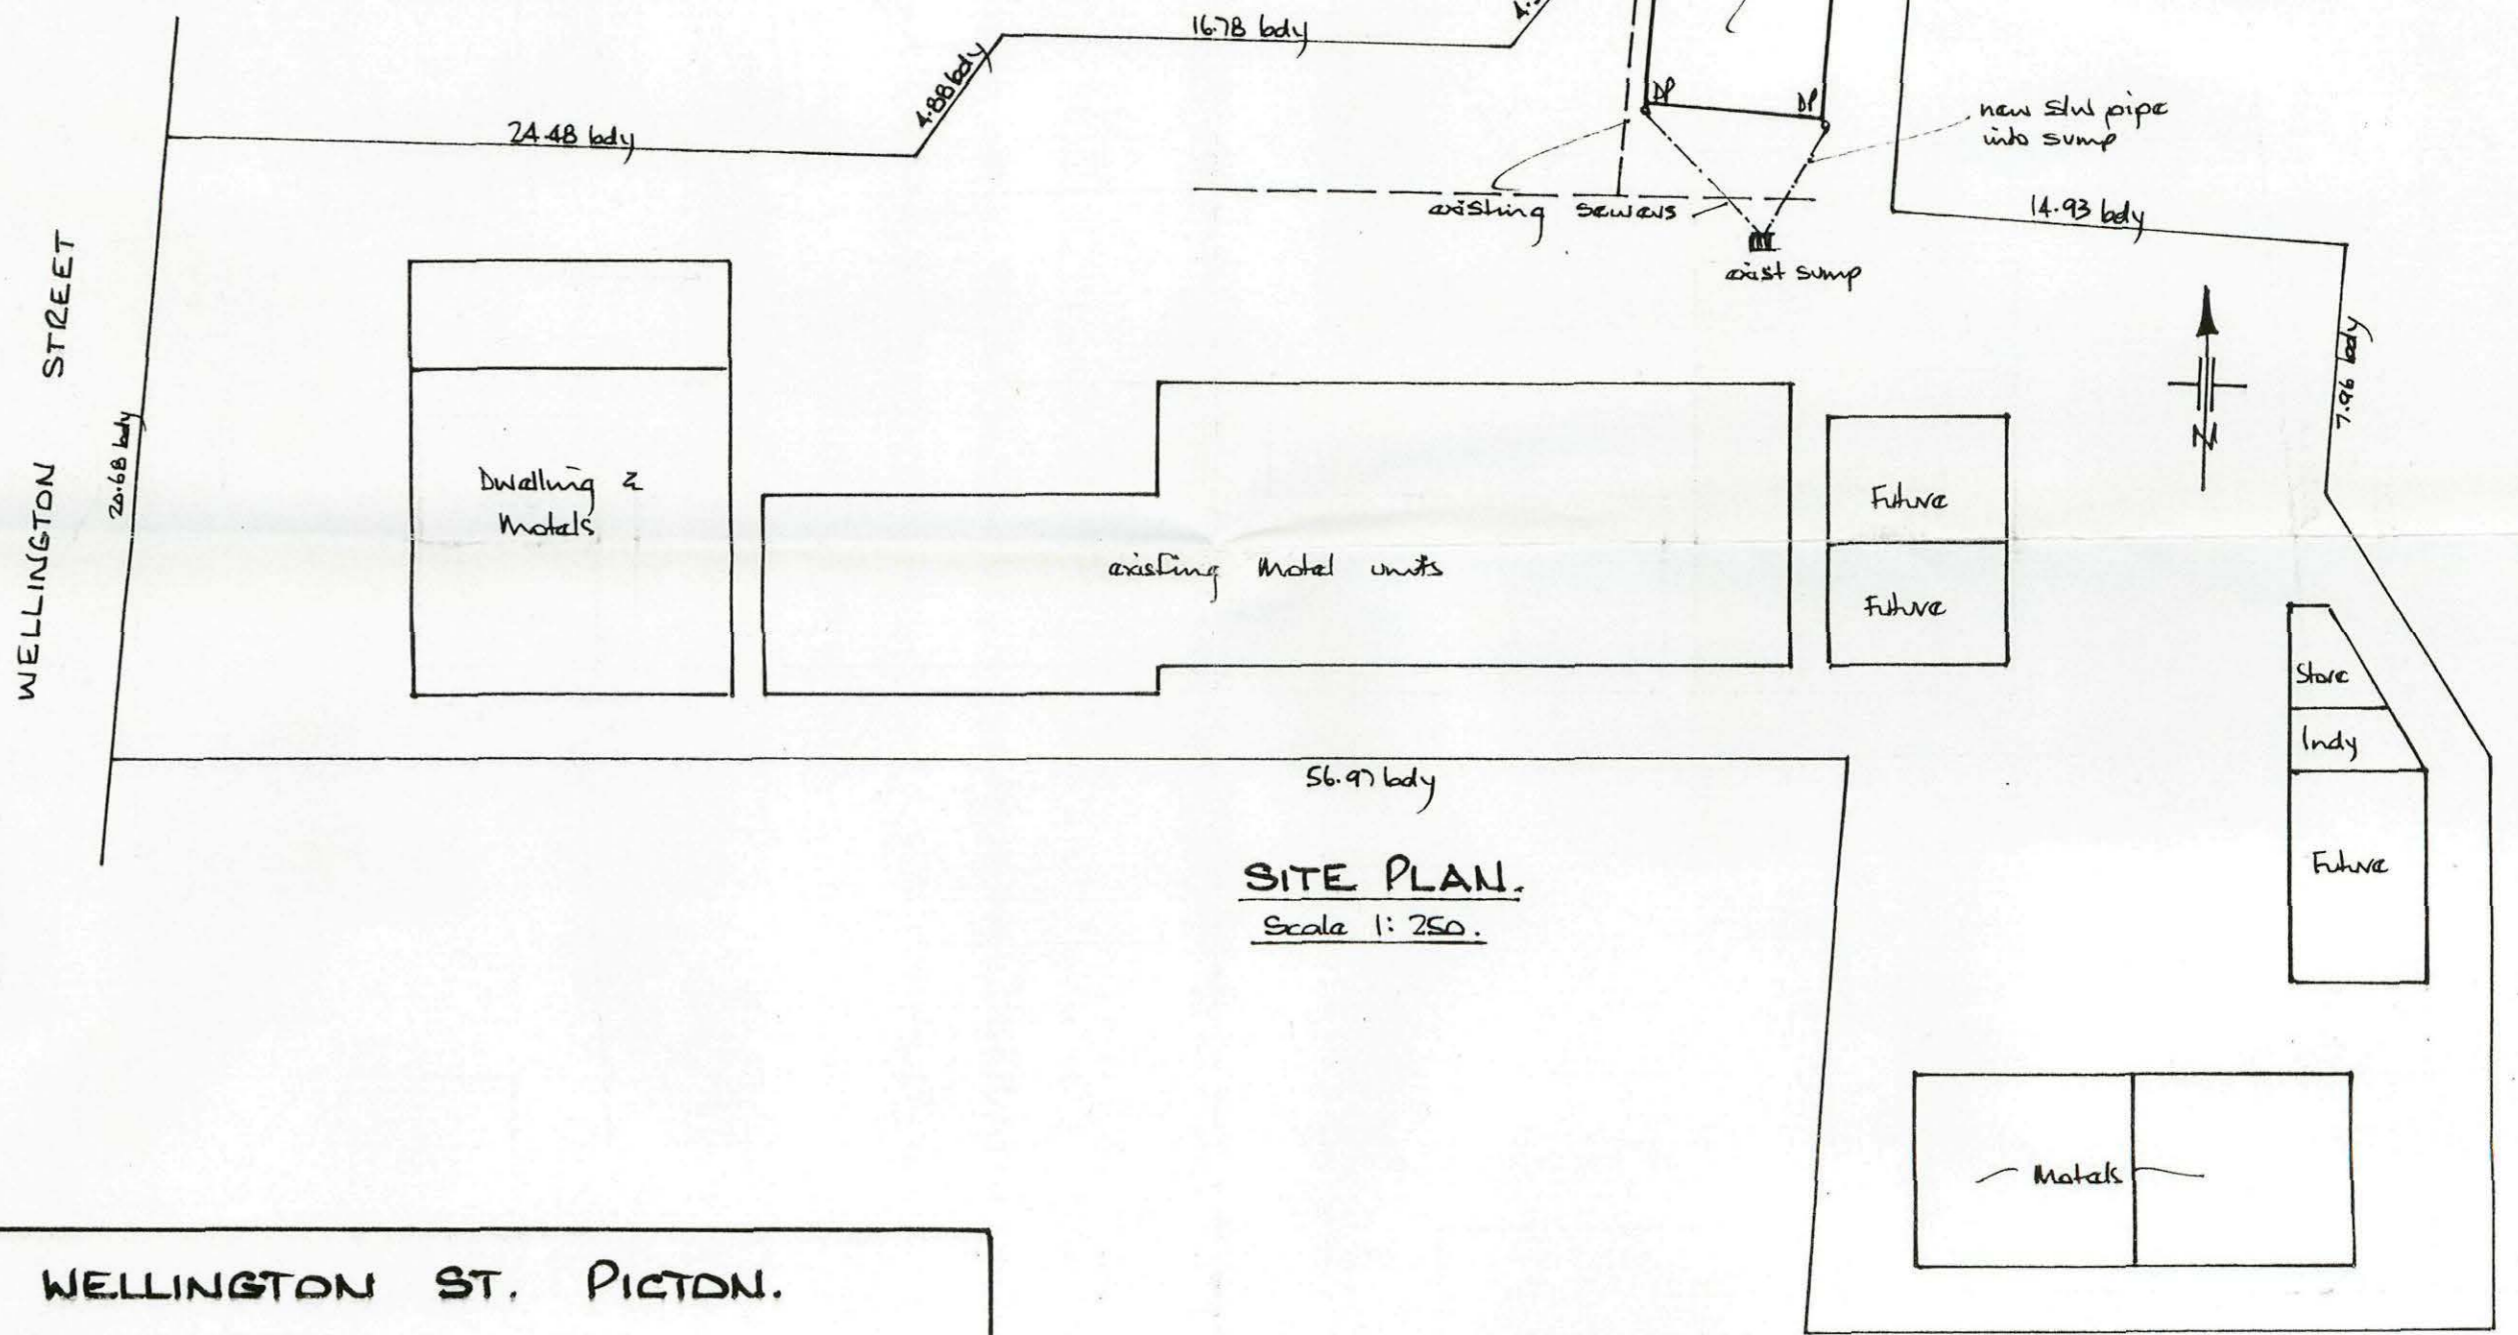 16.78 bdy
4.88 bdy
24.48 bdy
DP
DP
new s/w pipe
into sump
14.93 bdy
existing sewers
exist sump
WELLINGTON STREET
20.68 bdy
7.96 bdy
N
Dwelling &
Motels
existing Motel units
Future
Future
Store
Indy
Future
56.97 bdy
SITE PLAN.
Scale 1:250.
Motels
WELLINGTON ST. PICTON.